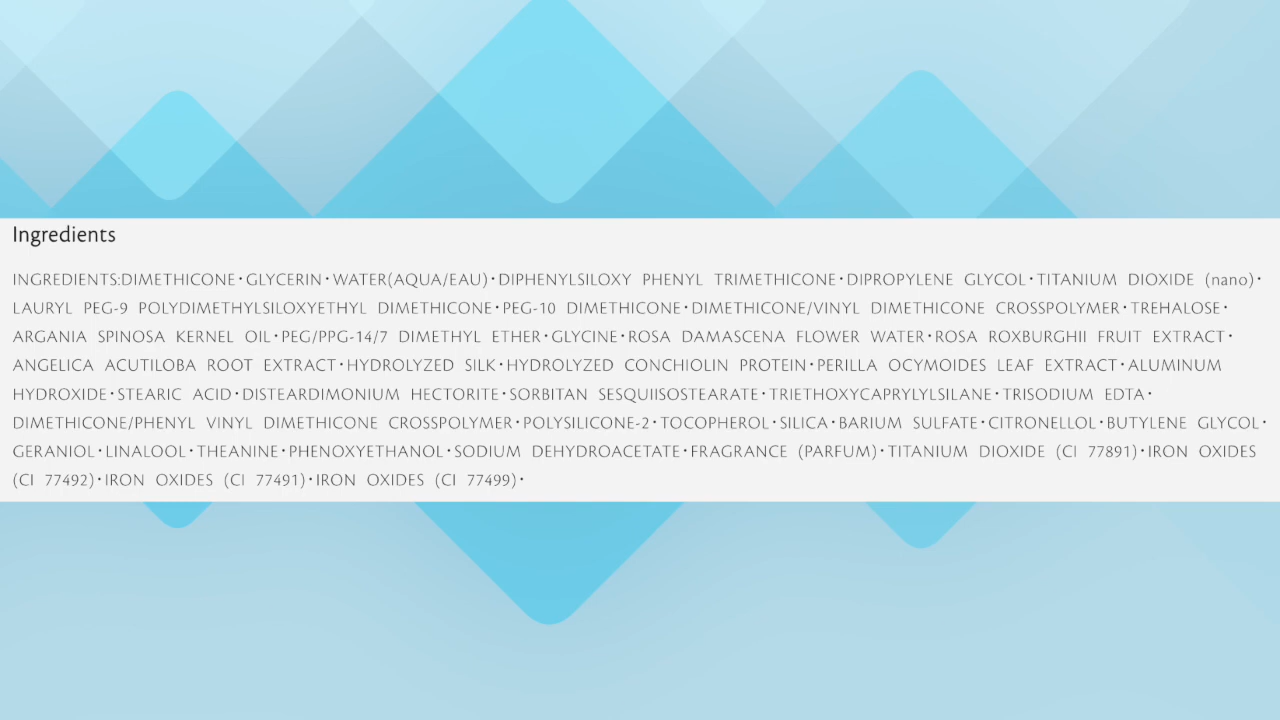 Ingredients
INGREDIENTS:DIMETHICONE・GLYCERIN・WATER(AQUA/EAU)・DIPHENYLSILOXY PHENYL TRIMETHICONE・DIPROPYLENE GLYCOL・TITANIUM DIOXIDE (nano)・
LAURYL PEG-9 POLYDIMETHYLSILOXYETHYL DIMETHICONE・PEG-10 DIMETHICONE・DIMETHICONE/VINYL DIMETHICONE CROSSPOLYMER・TREHALOSE・
ARGANIA SPINOSA KERNEL OIL・PEG/PPG-14/7 DIMETHYL ETHER・GLYCINE・ROSA DAMASCENA FLOWER WATER・ROSA ROXBURGHII FRUIT EXTRACT・
ANGELICA ACUTILOBA ROOT EXTRACT・HYDROLYZED SILK・HYDROLYZED CONCHIOLIN PROTEIN・PERILLA OCYMOIDES LEAF EXTRACT・ALUMINUM
HYDROXIDE・STEARIC ACID・DISTEARDIMONIUM HECTORITE・SORBITAN SESQUIISOSTEARATE・TRIETHOXYCAPRYLYLSILANE・TRISODIUM EDTA・
DIMETHICONE/PHENYL VINYL DIMETHICONE CROSSPOLYMER・POLYSILICONE-2・TOCOPHEROL・SILICA・BARIUM SULFATE・CITRONELLOL・BUTYLENE GLYCOL・
GERANIOL・LINALOOL・THEANINE・PHENOXYETHANOL・SODIUM DEHYDROACETATE・FRAGRANCE (PARFUM)・TITANIUM DIOXIDE (CI 77891)・IRON OXIDES
(CI 77492)・IRON OXIDES (CI 77491)・IRON OXIDES (CI 77499)・